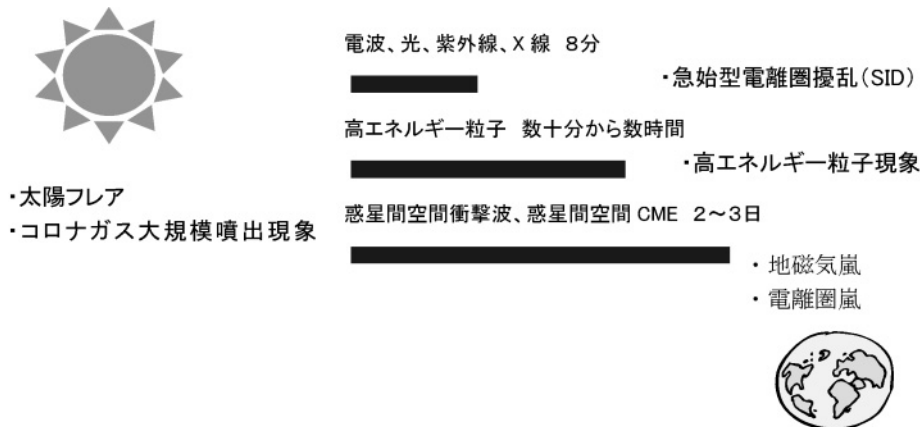 電波、光、紫外線、X 線 8分
・急始型電離圏擾乱(SID)
高エネルギー粒子 数十分から数時間
・高エネルギー粒子現象
・太陽フレア
・コロナガス大規模噴出現象
惑星間空間衝撃波、惑星間空間 CME 2〜3日
・地磁気嵐
・電離圏嵐